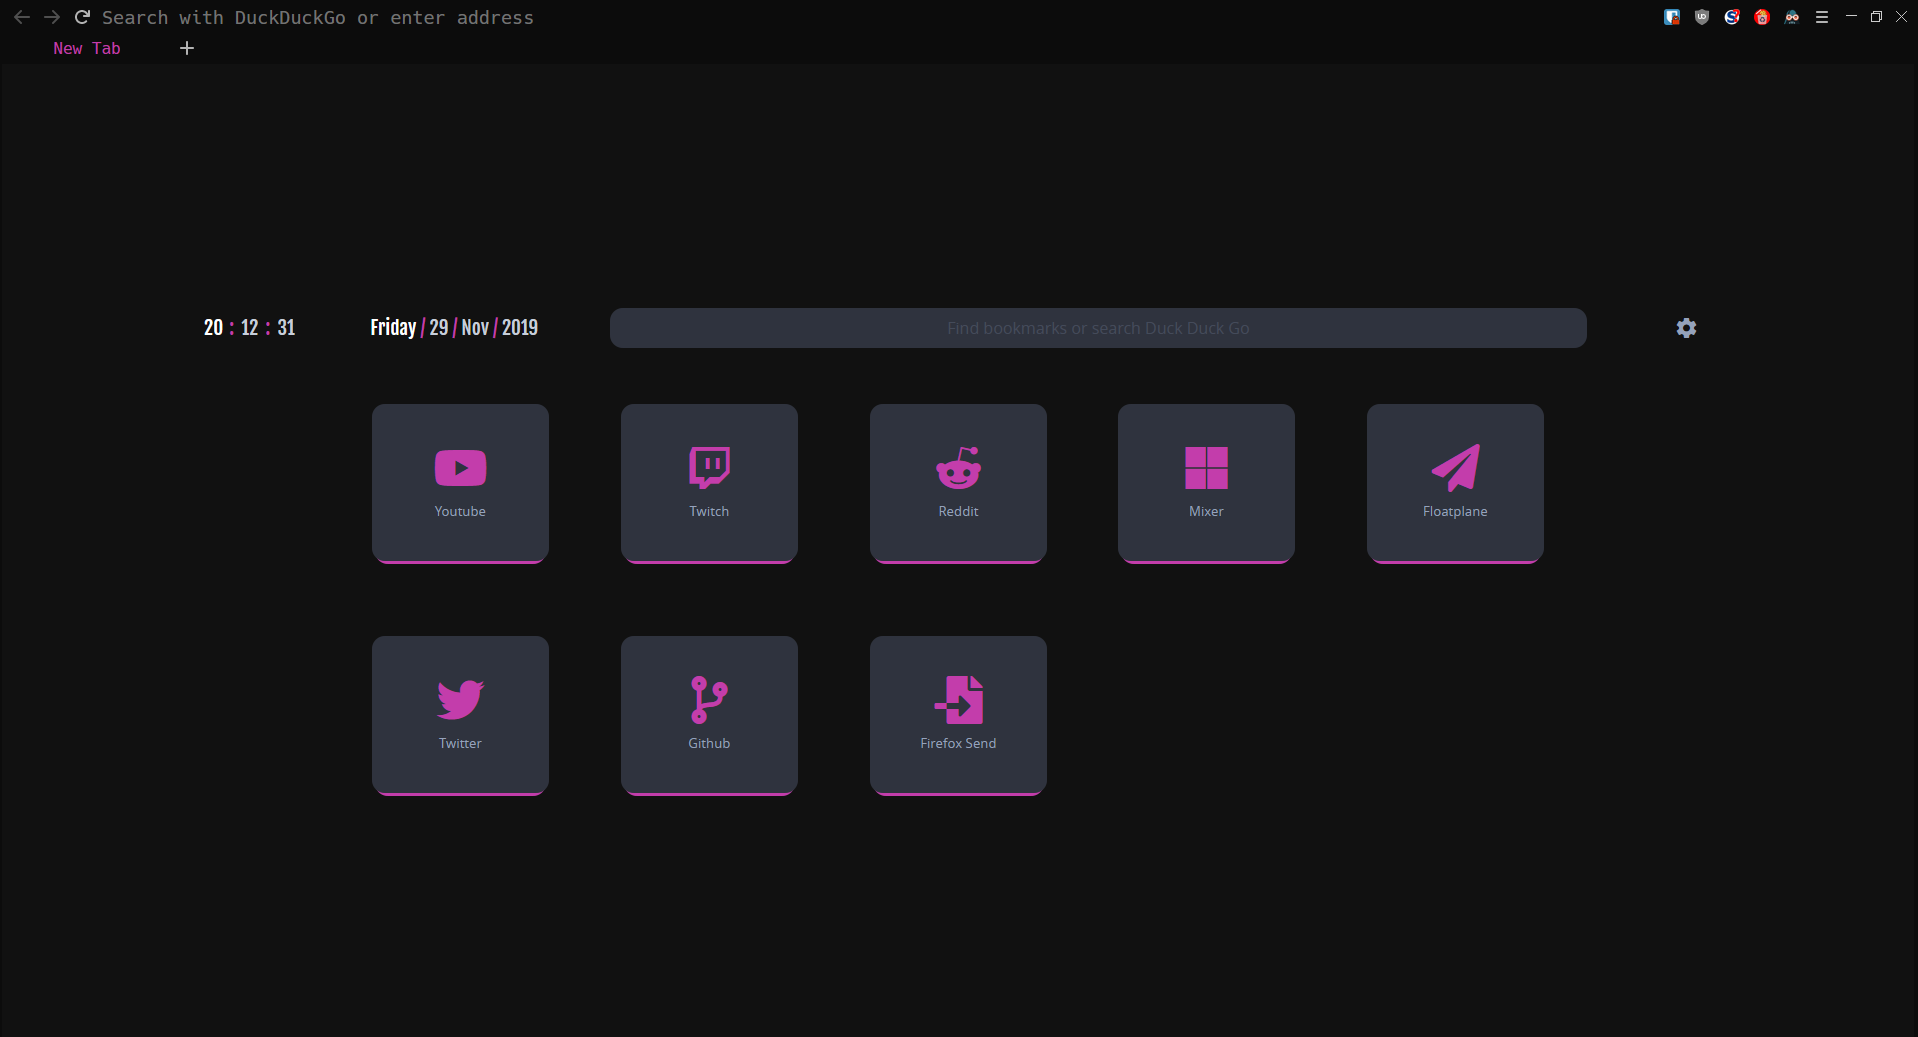 Search with DuckDuckGo or enter address
New Tab
20 : 12 : 31
Friday / 29 / Nov / 2019
Find bookmarks or search Duck Duck Go
Youtube
Twitch
Reddit
Mixer
Floatplane
Twitter
Github
Firefox Send